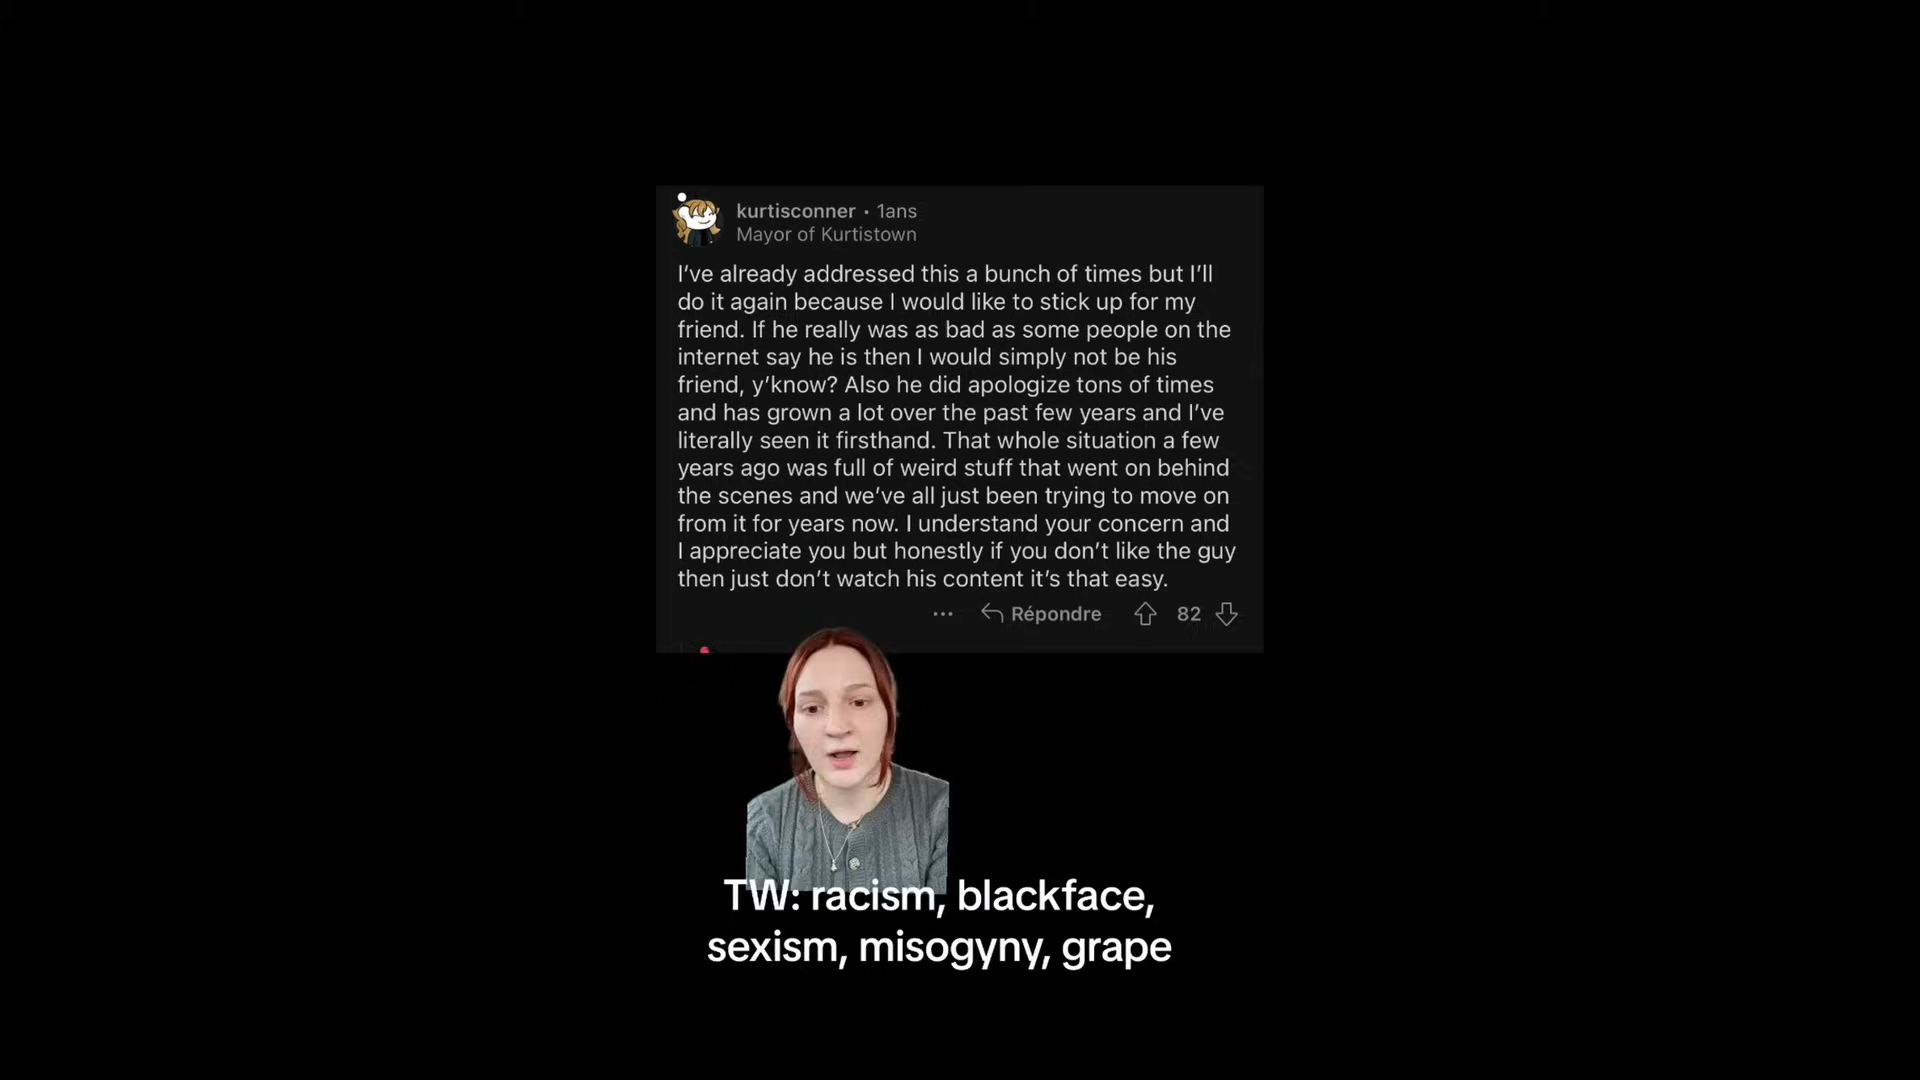 kurtisconner • 1ans
Mayor of Kurtistown
I've already addressed this a bunch of times but I'll
do it again because I would like to stick up for my
friend. If he really was as bad as some people on the
internet say he is then I would simply not be his
friend, y'know? Also he did apologize tons of times
and has grown a lot over the past few years and I've
literally seen it firsthand. That whole situation a few
years ago was full of weird stuff that went on behind
the scenes and we've all just been trying to move on
from it for years now. I understand your concern and
I appreciate you but honestly if you don't like the guy
then just don't watch his content it's that easy.
... Répondre 82
TW: racism, blackface,
sexism, misogyny, grape